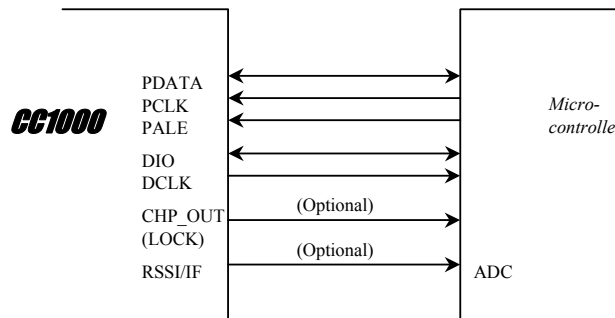 CC1000
PDATA
PCLK
PALE
DIO
DCLK
CHP_OUT
(LOCK)
RSSI/IF
(Optional)
(Optional)
ADC
Micro-
controlle